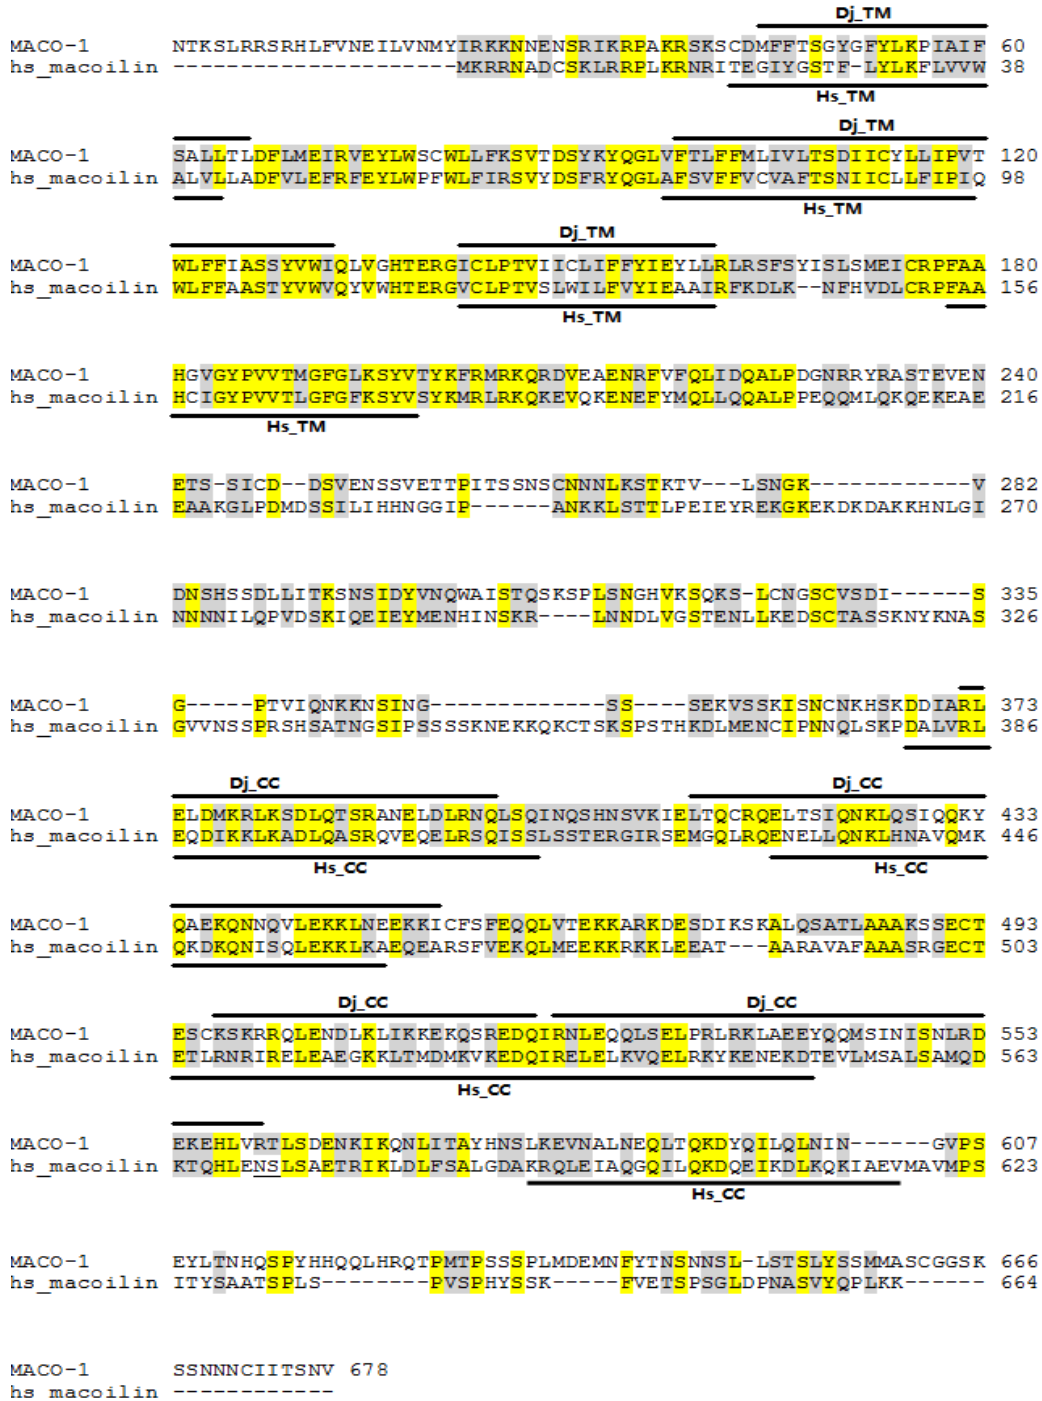 Dj_TM
MACO-1 NTKSLRRSRHLFVNEILVNMYIRKKNNENSRIKRPAKRSKSCDMFFTSGYGFYLKPIAIF 60
hs_macoilin -----------------------MKRRNADCSKLRRPLKRNRITEGIYGSTF-LYLKFLVVW 38
Hs_TM
Dj_TM
MACO-1 SALLTLDFLMEIRVEYLWSCWLLFKSVTDSYKYQGLVFTLFFMLIVLTSDIICYLLIPVT 120
hs_macoilin ALVLLADFVLEFRFEYLWPFWLFIRSVYDSFRYQGLAFSVFFVCVAFTSNIICLLFIPIQ 98
Hs_TM
Dj_TM
MACO-1 WLFFIASSYVWIQLVGHTERGICLPTVIICLIFFYIEYLLRLRSFSYISLSMEICRPFAA 180
hs_macoilin WLFFAASTYVWVQYVWHTERGVCLPTVSLWILFVYIEAAIRFKDLK--NFHVDLCRPFAA 156
Hs_TM
MACO-1 HGVGYPVVTMGFGLKSYVTYKFRMRKQRDVEAENRFVFQLIDQALPDGNRRYRASTEVEN 240
hs_macoilin HCIGYPVVTLGFGFKSYVSYKMRLRKQKEVQKENEFYMQLLQQALPPEQQMLQKQEKEAE 216
Hs_TM
MACO-1 ETS-SICD--DSVENSSVETTPITSSNSCNNNLKSTKTV---LSNGK------------V 282
hs_macoilin EAAKGLPDMDSSILIHHNGGIP------ANKKLSTTLPEIEYREKGKEKDKDAKKHNLGI 270
MACO-1 DNSHSSDLLITKSNSIDYVNQWAISTQSKSPLSNGHVKSQKS-LCNGSCVSDI------S 335
hs_macoilin NNNNILQPVDSKIQEIEYMENHINSKR----LNNDLVGSTENLLKEDSCTASSKNYKNAS 326
MACO-1 G-----PTVIQNKKNSING-------------SS----SEKVSSKISNCNKHSKDDIARL 373
hs_macoilin GVVNSSPRSHSATNGSIPSSSSKNEKKQKCTSKSPSTHKDLMENCIPNNQLSKPDALVRL 386
Dj_CC Dj_CC
MACO-1 ELDMKRLKSDLQTSRANELDLRNQLSQINQSHNSVKIELTQCRQELTSIQNKLQSIQQKY 433
hs_macoilin EQDIKKLKADLQASRQVEQELRSQISSLSSTERGIRSEMGQLRQENELLQNKLHNAVQMK 446
Hs_CC Hs_CC
MACO-1 QAEKQNNQVLEKKLNEEKKICFSFEQQLVTEKKARKDESDIKSKALQSATLAAAKSSECT 493
hs_macoilin QKDKQNISQLEKKLKAEQEARSFVEKQLMEEKKRKKLEEAT---AARAVAFAAASRGECT 503
Dj_CC Dj_CC
MACO-1 ESCKSKRRQLENDLKLIKKEKQSREDQIRNLEQQLSELPRLRKLAEEYQQMSINISNLRD 553
hs_macoilin ETLRNRIRELEAEGKKLTMDMKVKEDQIRELELKVQELRKYKENEKDTEVLMSALSAMQD 563
Hs_CC
MACO-1 EKEHLVRTLSDENKIKQNLITAYHNSLKEVNALNEQLTQKDYQILQLNIN------GVPS 607
hs_macoilin KTQHLENSLSAETRIKLDLFSALGDAKRQLEIAQGQILQKDQEIKDLKQKIAEVMAVMPS 623
Hs_CC
MACO-1 EYLTNHQSPYHHQQLHRQTPMTPSSSPLMDEMNFYTNSNNSL-LSTSLYSSMMASCGGSK 666
hs_macoilin ITYSAATSPLS--------PVSPHYSSK-----FVETSPSGLDPNASVYQPLKK------ 664
MACO-1 SSNNNCIITSNV 678
hs macoilin ------------